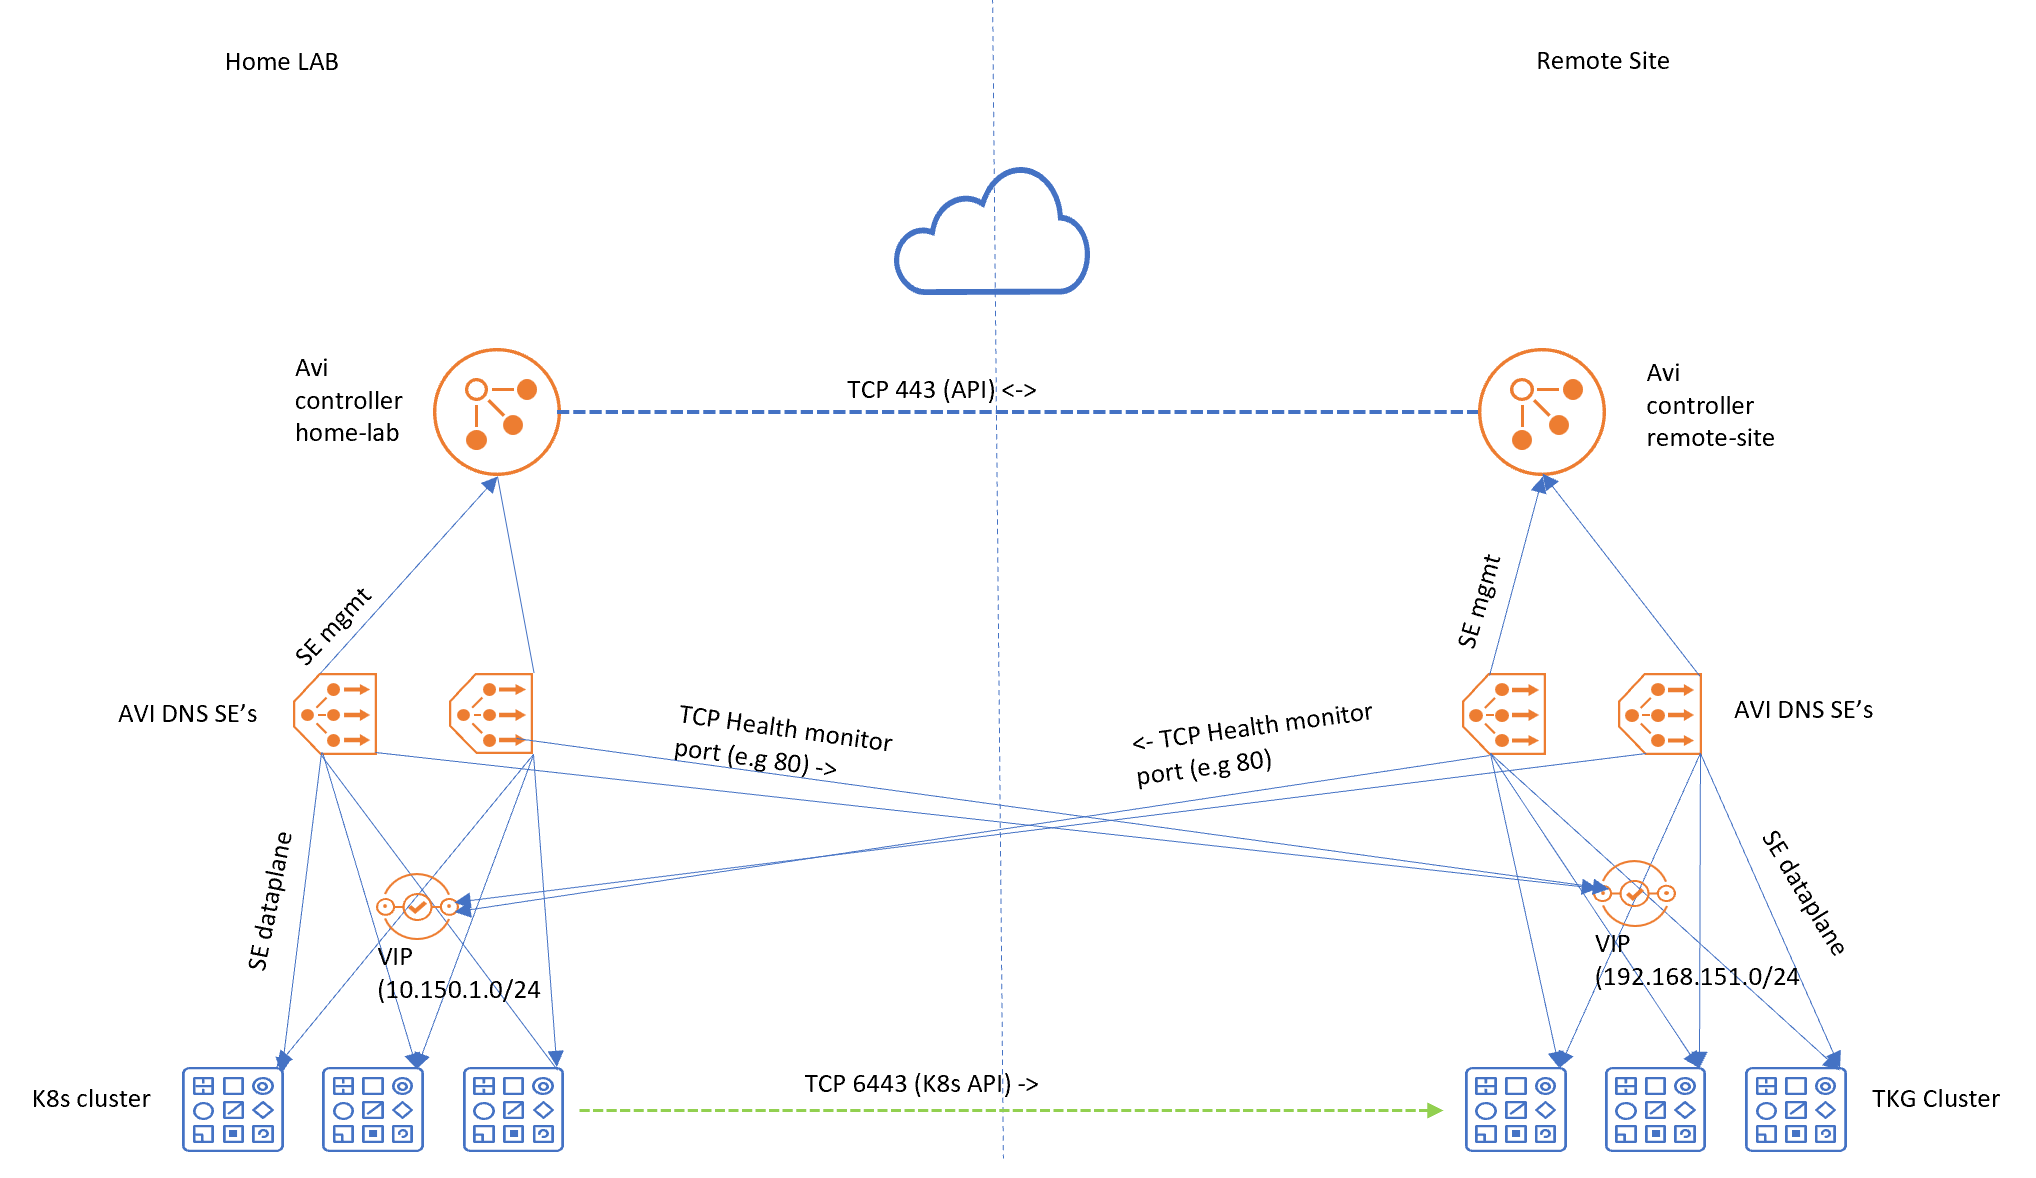 Home LAB
Remote Site
Avi
controller
home-lab
TCP 443 (API) <->
Avi
controller
remote-site
SE mgmt
SE mgmt
AVI DNS SE’s
TCP Health monitor
port (e.g 80) ->
<- TCP Health monitor
port (e.g 80)
AVI DNS SE’s
SE dataplane
SE dataplane
VIP
(10.150.1.0/24
VIP
(192.168.151.0/24
K8s cluster
TCP 6443 (K8s API) ->
TKG Cluster